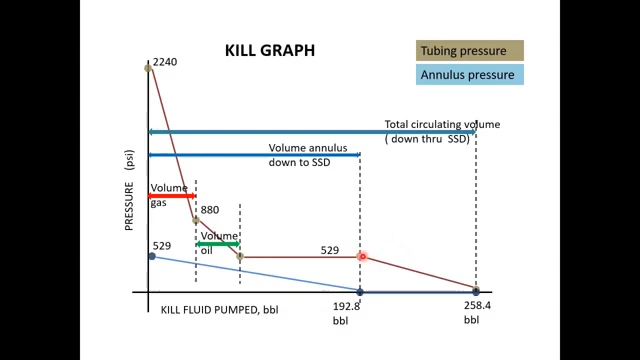 KILL GRAPH
Tubing pressure
Annulus pressure
2240
Total circulating volume
( down thru  SSD)
Volume annulus
down to SSD
PRESSURE (psi)
Volume
gas
880
Volume
oil
529
529
KILL FLUID PUMPED, bbl
192.8
bbl
258.4
bbl